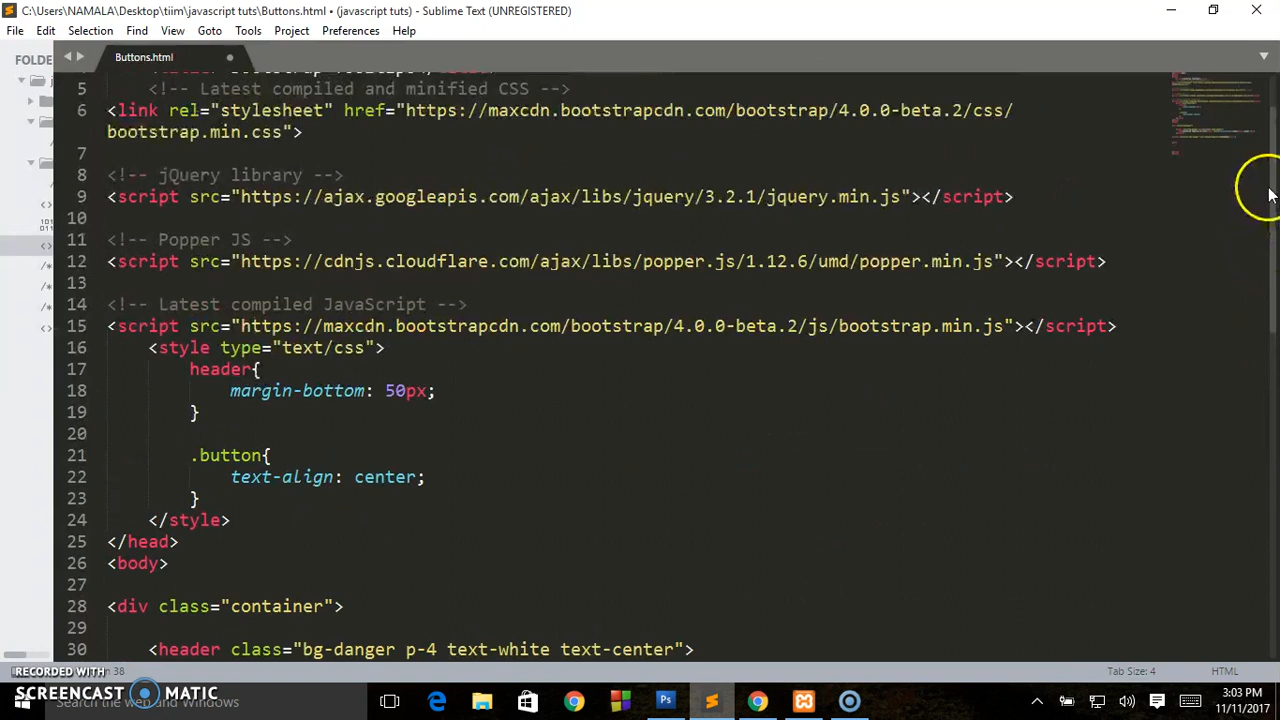 C:\Users\NAMALA\Desktop\tiim\javascript tuts\Buttons.html • (javascript tuts) - Sublime Text (UNREGISTERED)
File Edit Selection Find View Goto Tools Project Preferences Help
FOLDE
Buttons.html
5 <!-- Latest compiled and minified CSS -->
6 <link rel="stylesheet" href="https://maxcdn.bootstrapcdn.com/bootstrap/4.0.0-beta.2/css/
bootstrap.min.css">
7
8 <!-- jQuery library -->
9 <script src="https://ajax.googleapis.com/ajax/libs/jquery/3.2.1/jquery.min.js"></script>
10
11 <!-- Popper JS -->
12 <script src="https://cdnjs.cloudflare.com/ajax/libs/popper.js/1.12.6/umd/popper.min.js"></script>
13
14 <!-- Latest compiled JavaScript -->
15 <script src="https://maxcdn.bootstrapcdn.com/bootstrap/4.0.0-beta.2/js/bootstrap.min.js"></script>
16 <style type="text/css">
17 header{
18 margin-bottom: 50px;
19 }
20
21 .button{
22 text-align: center;
23 }
24 </style>
25 </head>
26 <body>
27
28 <div class="container">
29
30 <header class="bg-danger p-4 text-white text-center">
RECORDED WITH
38
Tab Size: 4
HTML
SCREENCAST MATIC
Search the web and Windows
3:03 PM
11/11/2017